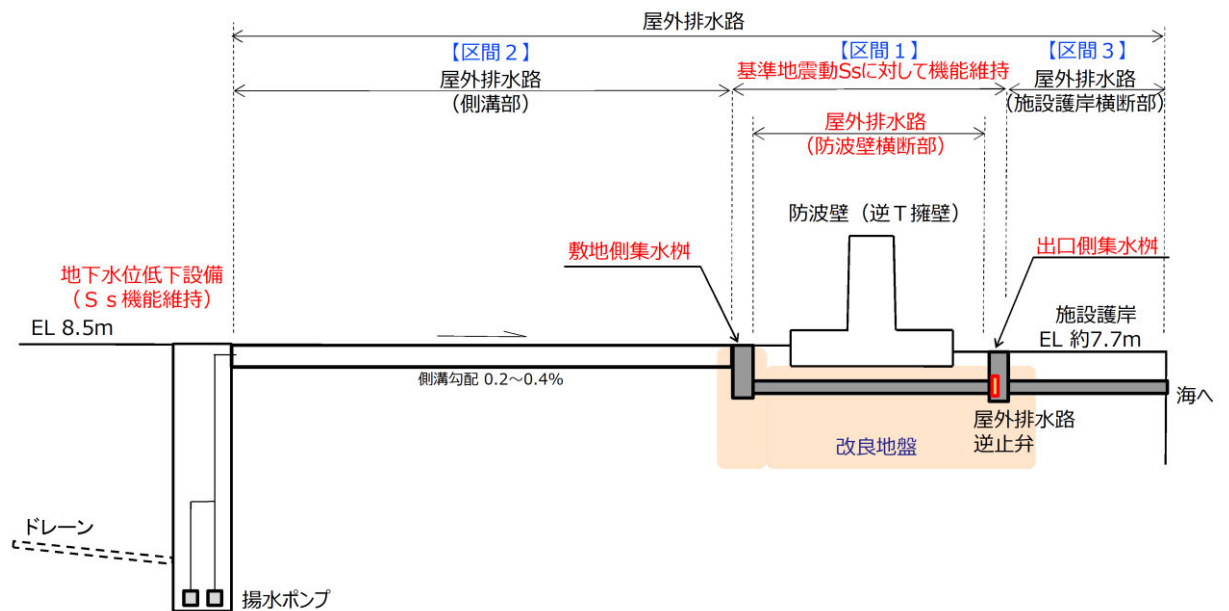 屋外排水路
【区間２】
【区間１】
【区間３】
屋外排水路
（側溝部）
基準地震動Ssに対して機能維持
屋外排水路
（施設護岸横断部）
屋外排水路
（防波壁横断部）
防波壁（逆Ｔ擁壁）
敷地側集水桝
出口側集水桝
地下水位低下設備
（Ｓｓ機能維持）
EL 8.5m
施設護岸
EL 約7.7m
側溝勾配 0.2～0.4%
海へ
屋外排水路
逆止弁
改良地盤
ドレーン
揚水ポンプ